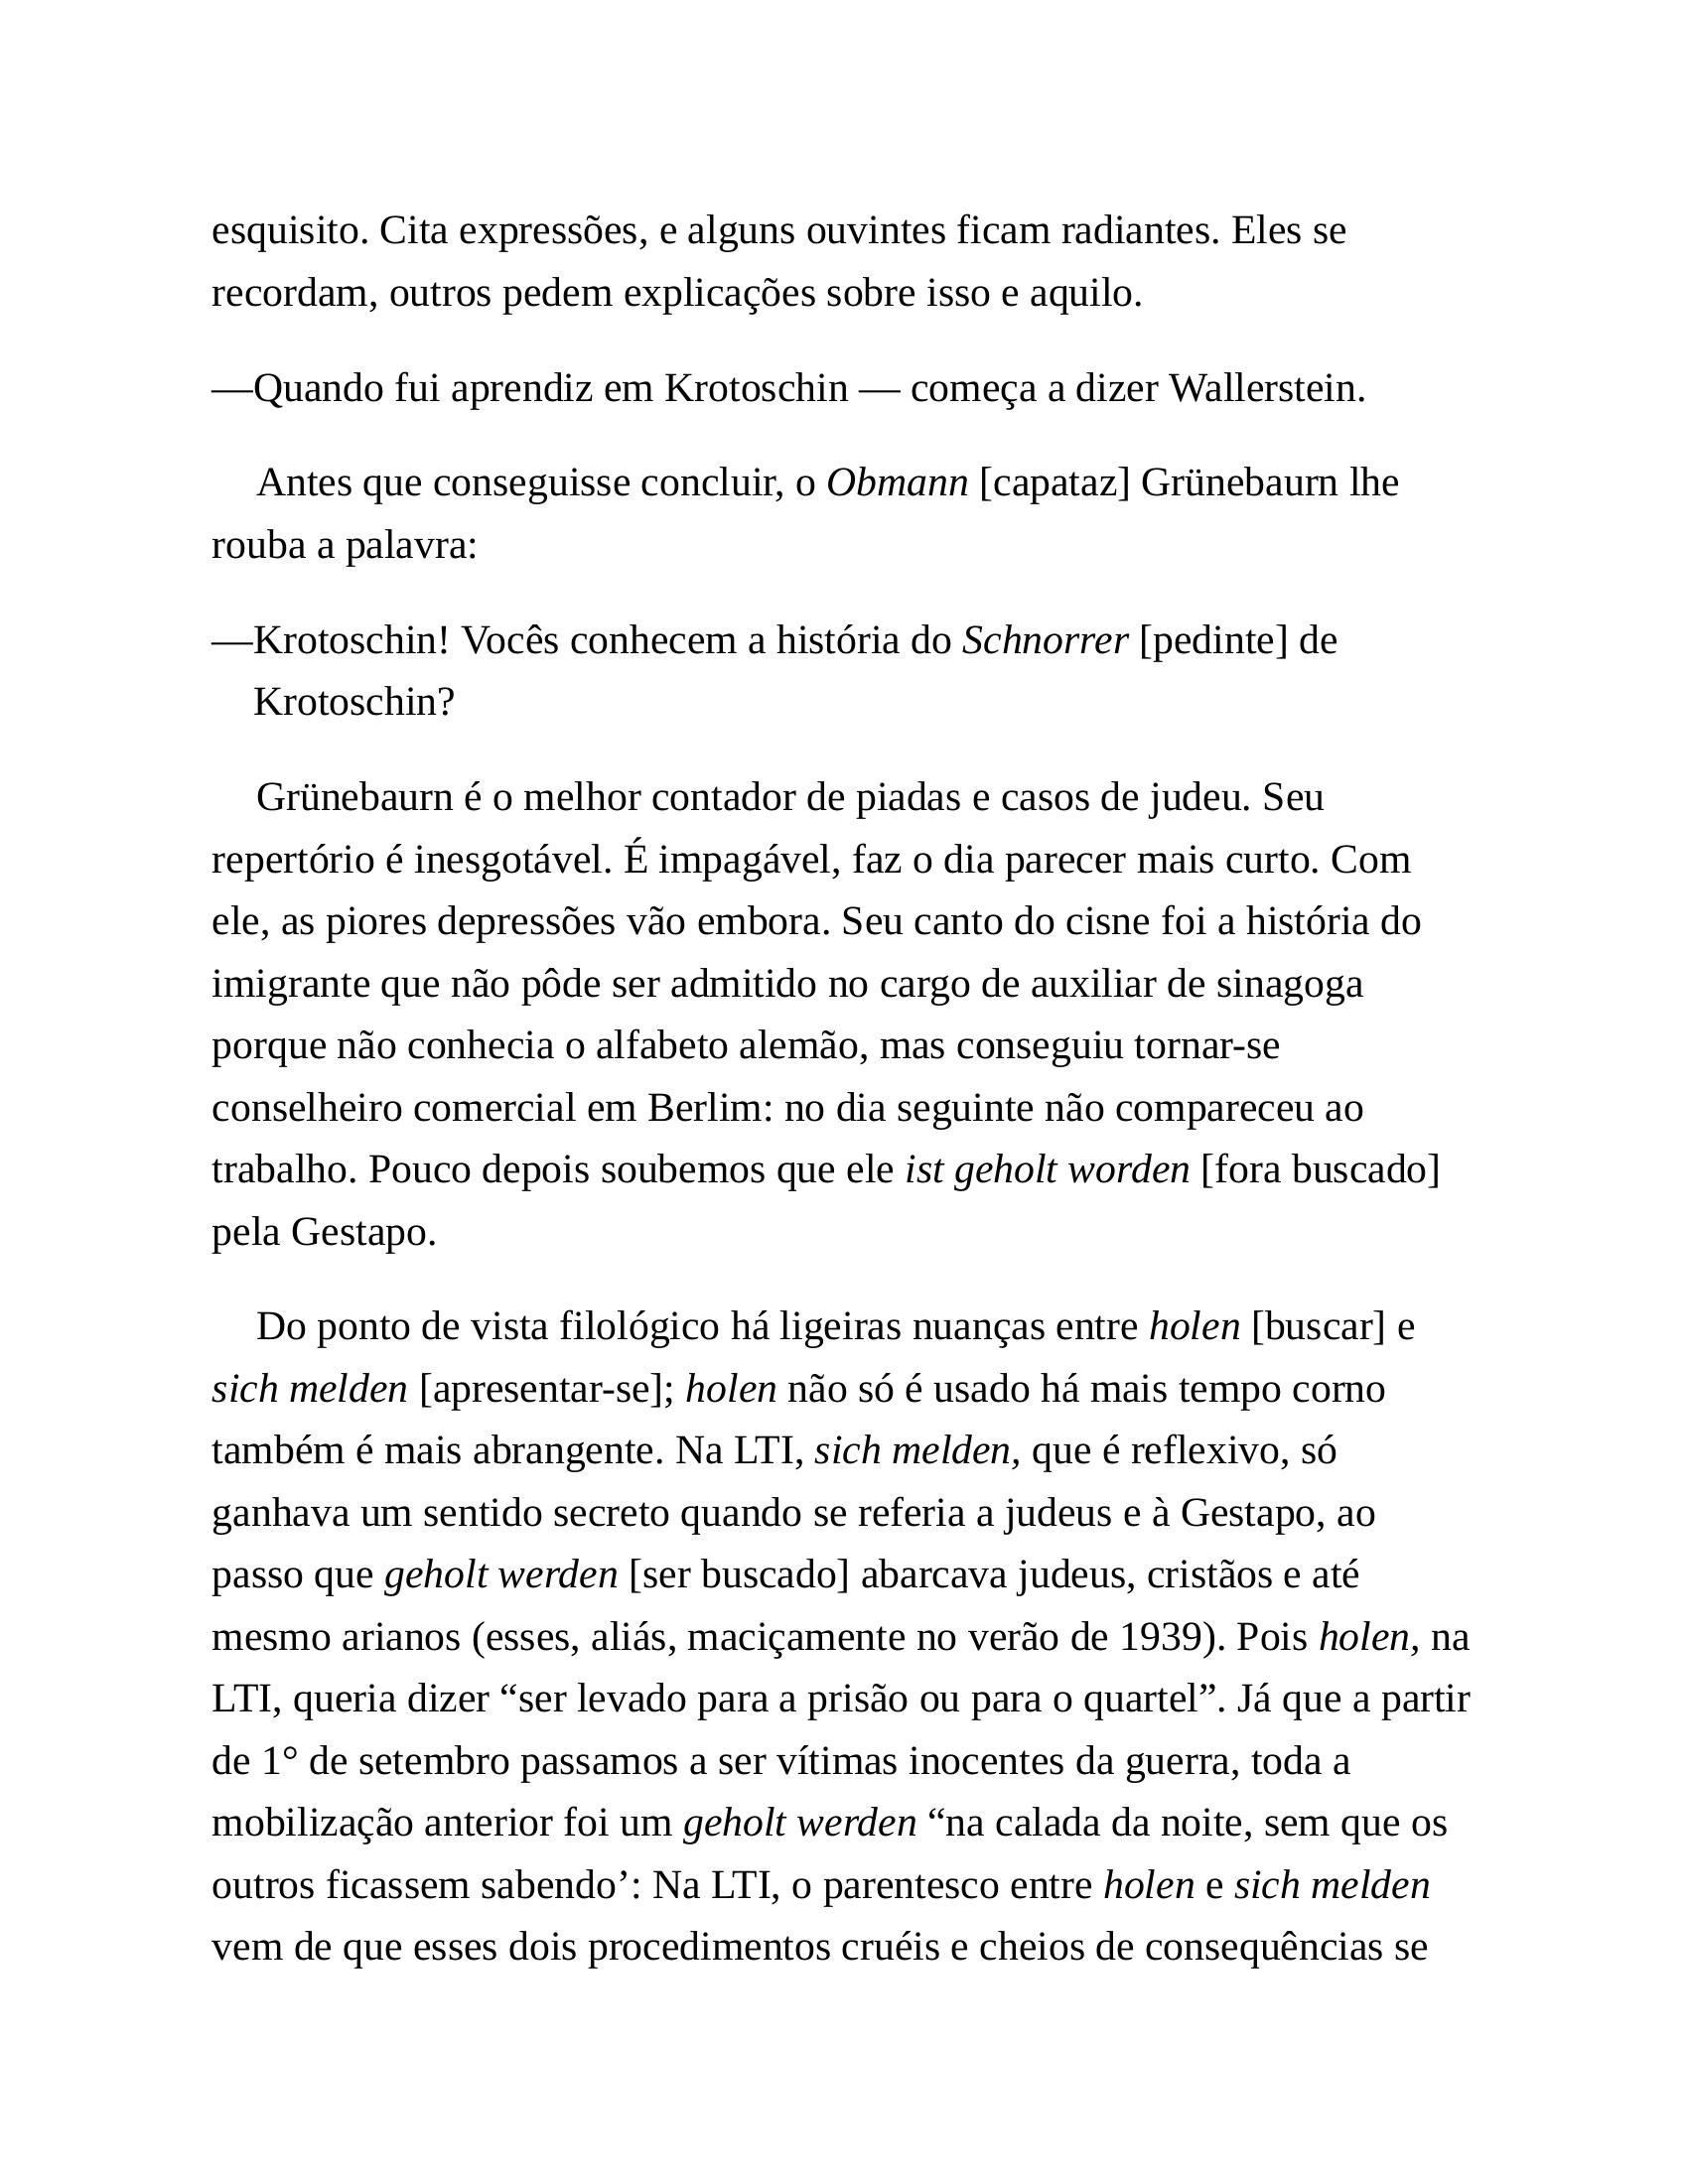 esquisito. Cita expressões, e alguns ouvintes ficam radiantes. Eles se
recordam, outros pedem explicações sobre isso e aquilo.
—Quando fui aprendiz em Krotoschin — começa a dizer Wallerstein.
Antes que conseguisse concluir, o Obmann [capataz] Grünebaurn lhe
rouba a palavra:
—Krotoschin! Vocês conhecem a história do Schnorrer [pedinte] de
Krotoschin?
Grünebaurn é o melhor contador de piadas e casos de judeu. Seu
repertório é inesgotável. É impagável, faz o dia parecer mais curto. Com
ele, as piores depressões vão embora. Seu canto do cisne foi a história do
imigrante que não pôde ser admitido no cargo de auxiliar de sinagoga
porque não conhecia o alfabeto alemão, mas conseguiu tornar-se
conselheiro comercial em Berlim: no dia seguinte não compareceu ao
trabalho. Pouco depois soubemos que ele ist geholt worden [fora buscado]
pela Gestapo.
Do ponto de vista filológico há ligeiras nuanças entre holen [buscar] e
sich melden [apresentar-se]; holen não só é usado há mais tempo corno
também é mais abrangente. Na LTI, sich melden, que é reflexivo, só
ganhava um sentido secreto quando se referia a judeus e à Gestapo, ao
passo que geholt werden [ser buscado] abarcava judeus, cristãos e até
mesmo arianos (esses, aliás, maciçamente no verão de 1939). Pois holen, na
LTI, queria dizer “ser levado para a prisão ou para o quartel”. Já que a partir
de 1° de setembro passamos a ser vítimas inocentes da guerra, toda a
mobilização anterior foi um geholt werden “na calada da noite, sem que os
outros ficassem sabendo’: Na LTI, o parentesco entre holen e sich melden
vem de que esses dois procedimentos cruéis e cheios de consequências se